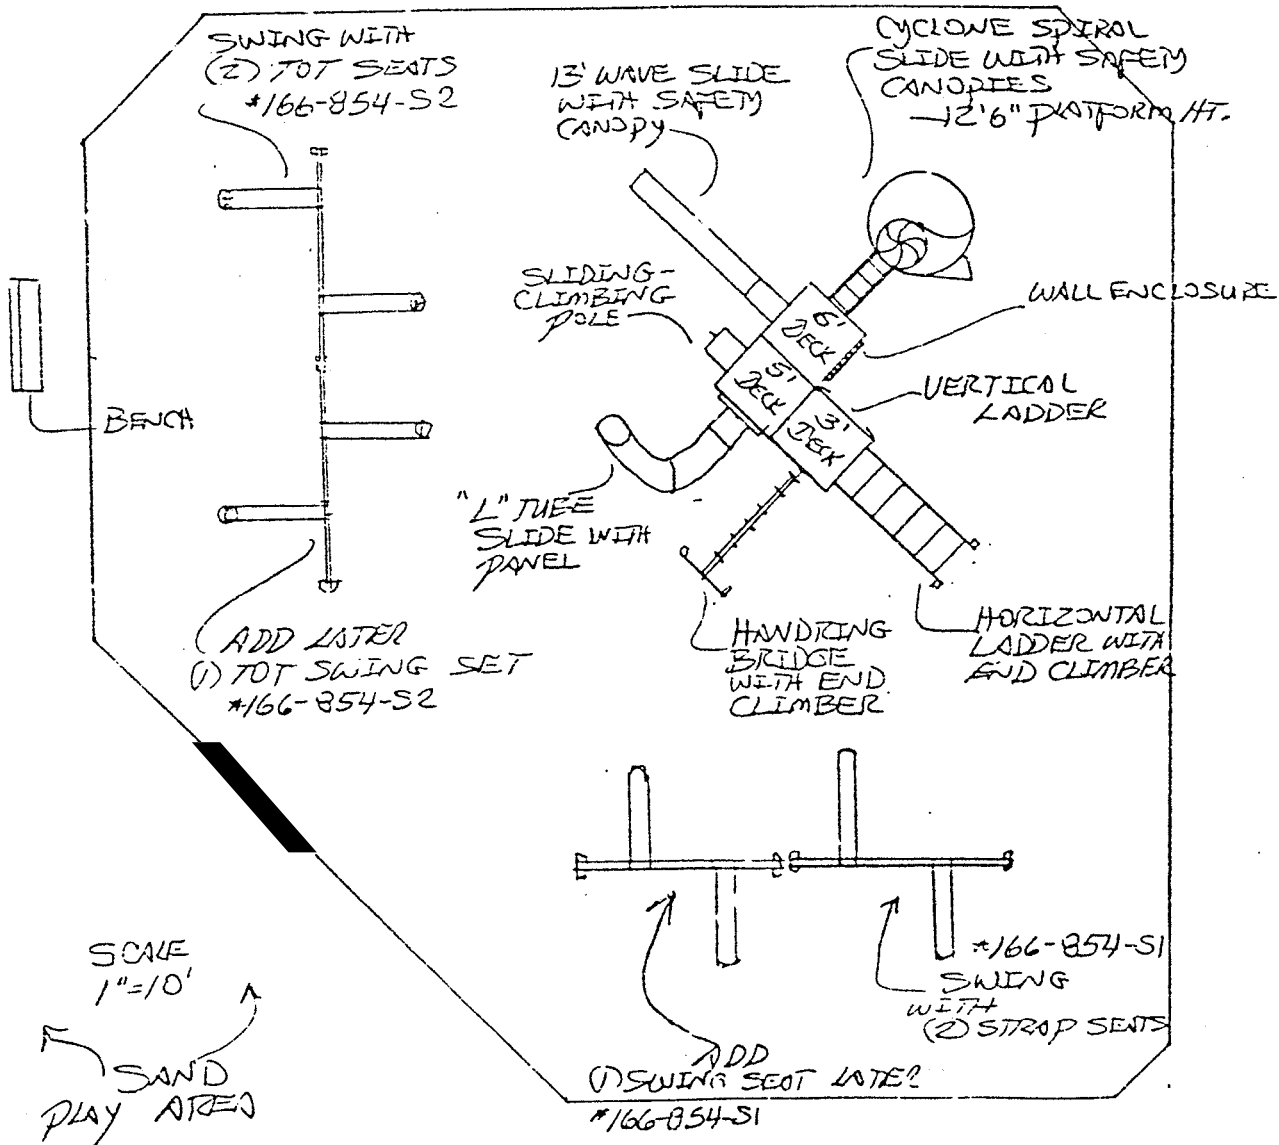 SWING WITH
(2) TOT SEATS
*166-854-S2
13' WAVE SLIDE
WITH SAFETY
CANOPY
CYCLONE SPIRAL
SLIDE WITH SAFETY
CANOPIES
12'6" PLATFORM HT.
SLIDING-
CLIMBING
POLE
WALL ENCLOSURE
6'
DECK
5'
DECK
3'
DECK
VERTICAL
LADDER
BENCH
"L" TUBE
SLIDE WITH
PANEL
ADD LATER
(1) TOT SWING SET
*166-854-S2
HANDRING
BRIDGE
WITH END
CLIMBER
HORIZONTAL
LADDER WITH
END CLIMBER
*166-854-S1
SWING
WITH
(2) STRAP SEATS
ADD
(1) SWING SEAT LATER
*166-854-S1
SCALE
1"=10'
SAND
PLAY AREA